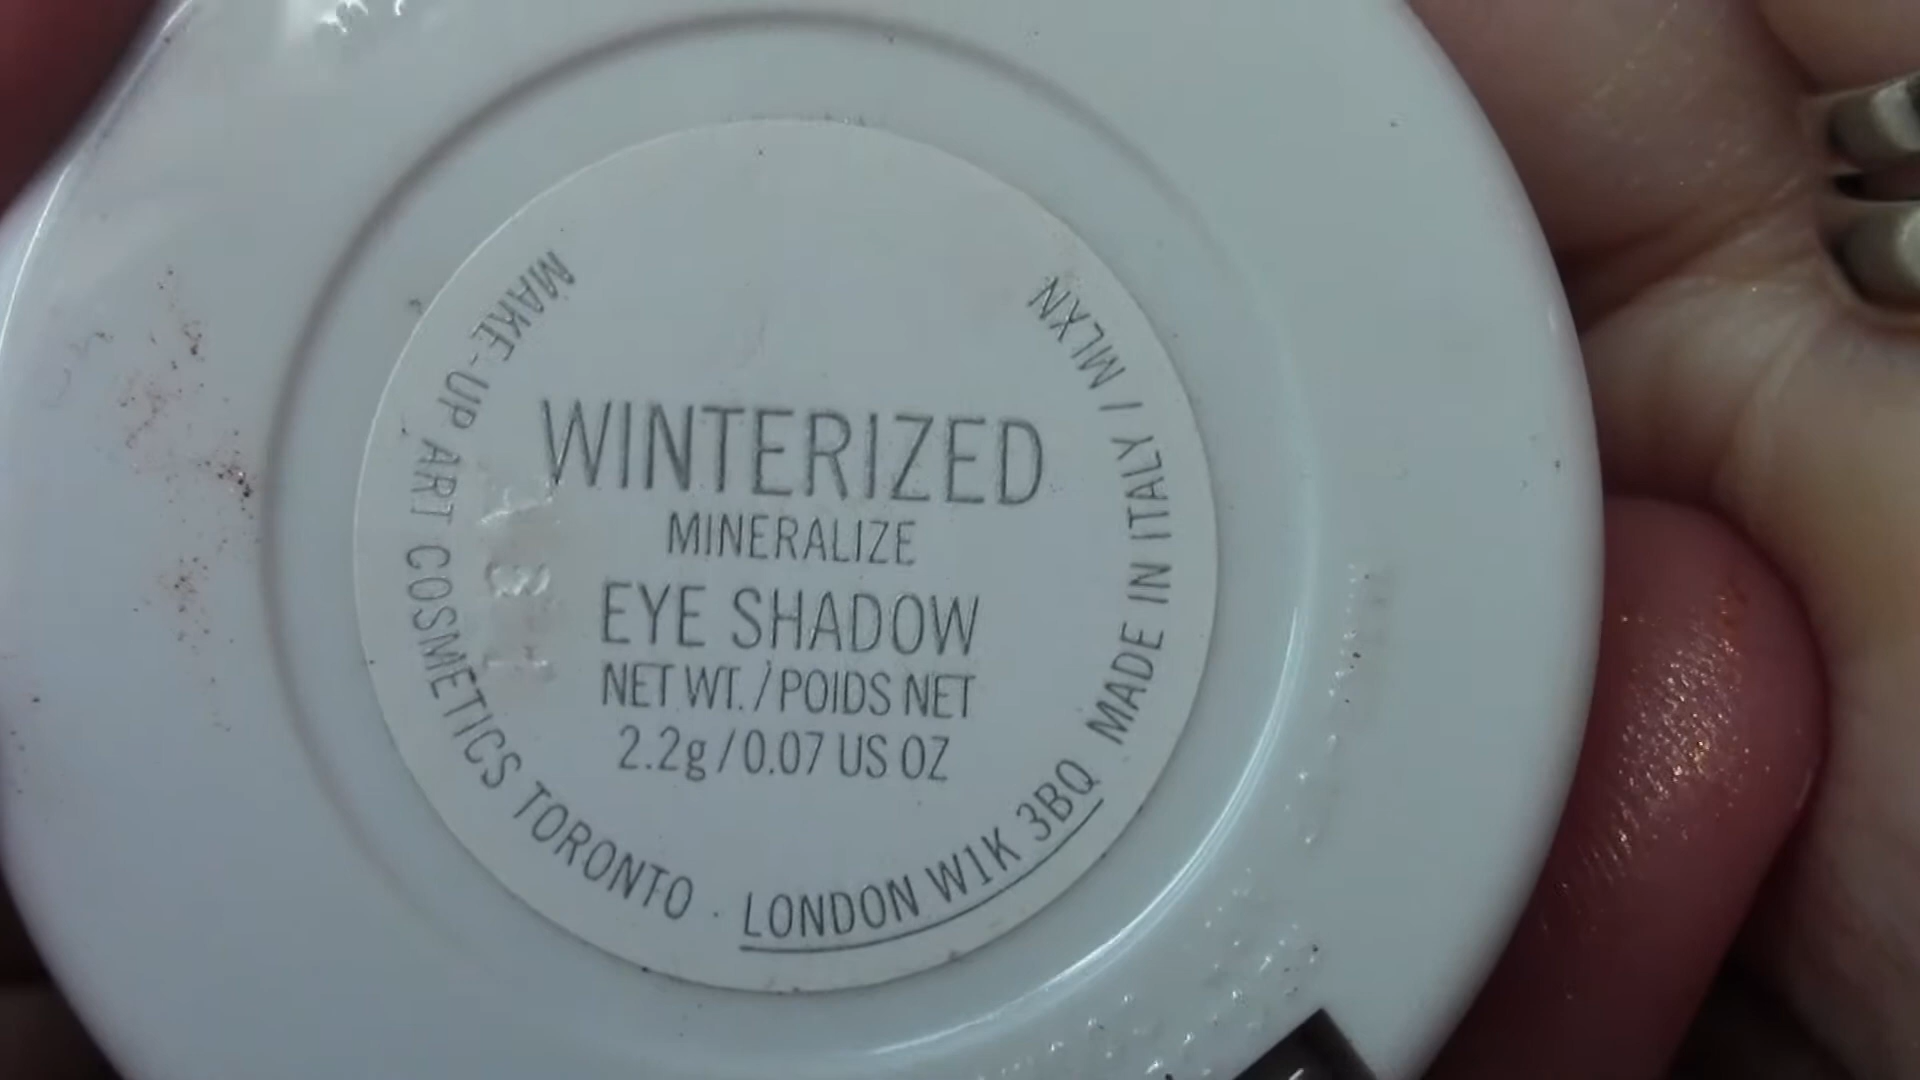 WINTERIZED
MINERALIZE
EYE SHADOW
NET WT. / POIDS NET
2.2g / 0.07 US OZ
MAKE-UP ART COSMETICS TORONTO · LONDON W1K 3BQ MADE IN ITALY / MLXN